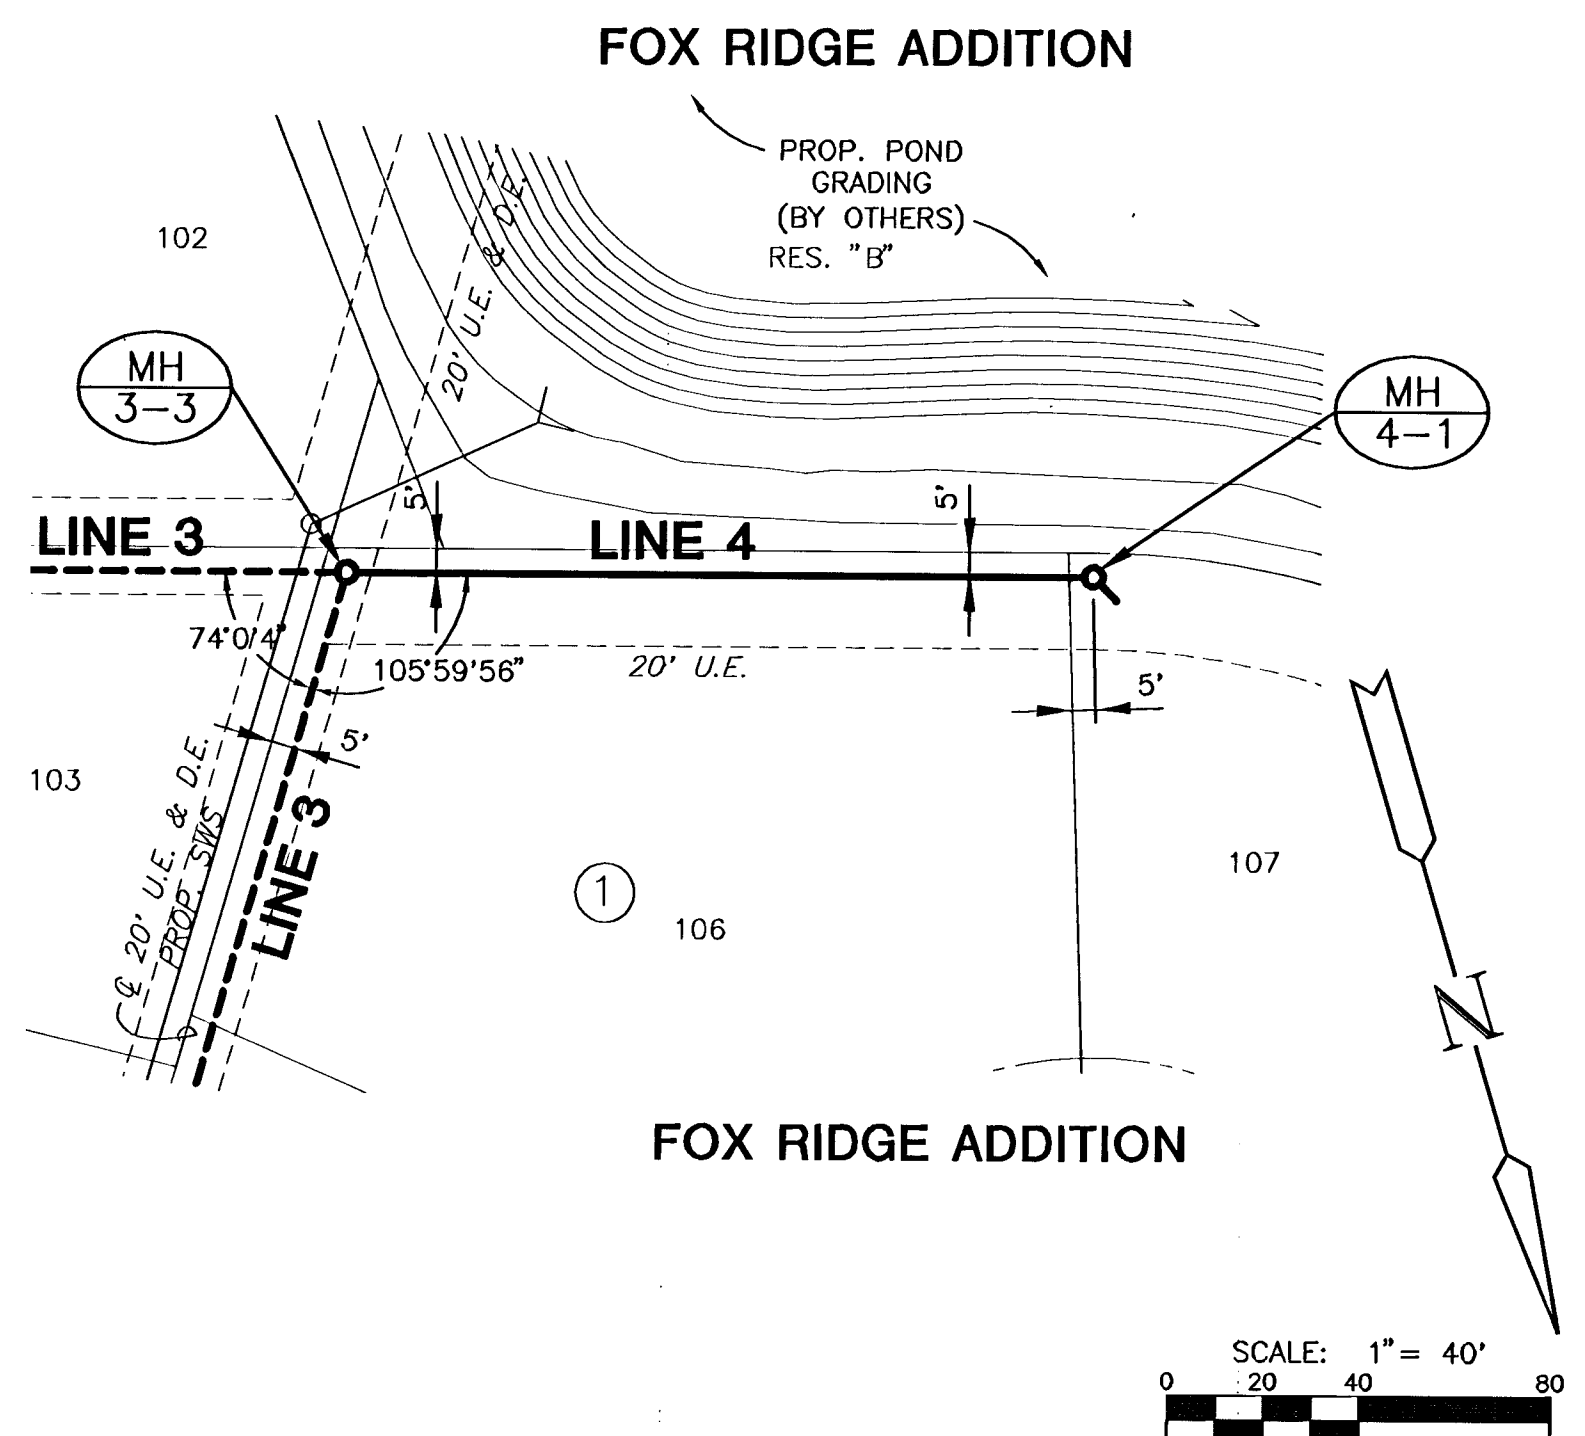 FOX RIDGE ADDITION
PROP. POND
GRADING
(BY OTHERS)
RES. "B"
102
20' U.E. & D.E.
MH
3-3
MH
4-1
5'
5'
LINE 3
LINE 4
74°0'4"
105°59'56"
20' U.E.
5'
5'
103
℄ 20' U.E. & D.E.
PROP. SWS
LINE 3
1
106
107
N
FOX RIDGE ADDITION
SCALE: 1"= 40'
0 20 40 80